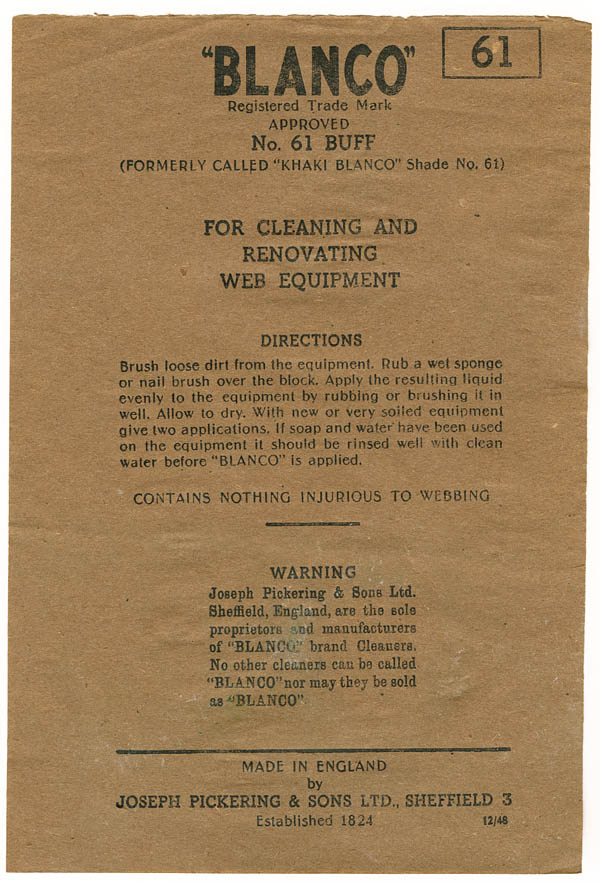 "BLANCO"
61
Registered Trade Mark
APPROVED
No. 61 BUFF
(FORMERLY CALLED "KHAKI BLANCO" Shade No. 61)
FOR CLEANING AND
RENOVATING
WEB EQUIPMENT
DIRECTIONS
Brush loose dirt from the equipment. Rub a wet sponge
or nail brush over the block. Apply the resulting liquid
evenly to the equipment by rubbing or brushing it in
well. Allow to dry. With new or very soiled equipment
give two applications. If soap and water have been used
on the equipment it should be rinsed well with clean
water before "BLANCO" is applied.
CONTAINS NOTHING INJURIOUS TO WEBBING
WARNING
Joseph Pickering & Sons Ltd.
Sheffield, England, are the sole
proprietors and manufacturers
of "BLANCO" brand Cleaners.
No other cleaners can be called
"BLANCO" nor may they be sold
as "BLANCO"
MADE IN ENGLAND
by
JOSEPH PICKERING & SONS LTD., SHEFFIELD 3
Established 1824
12/48